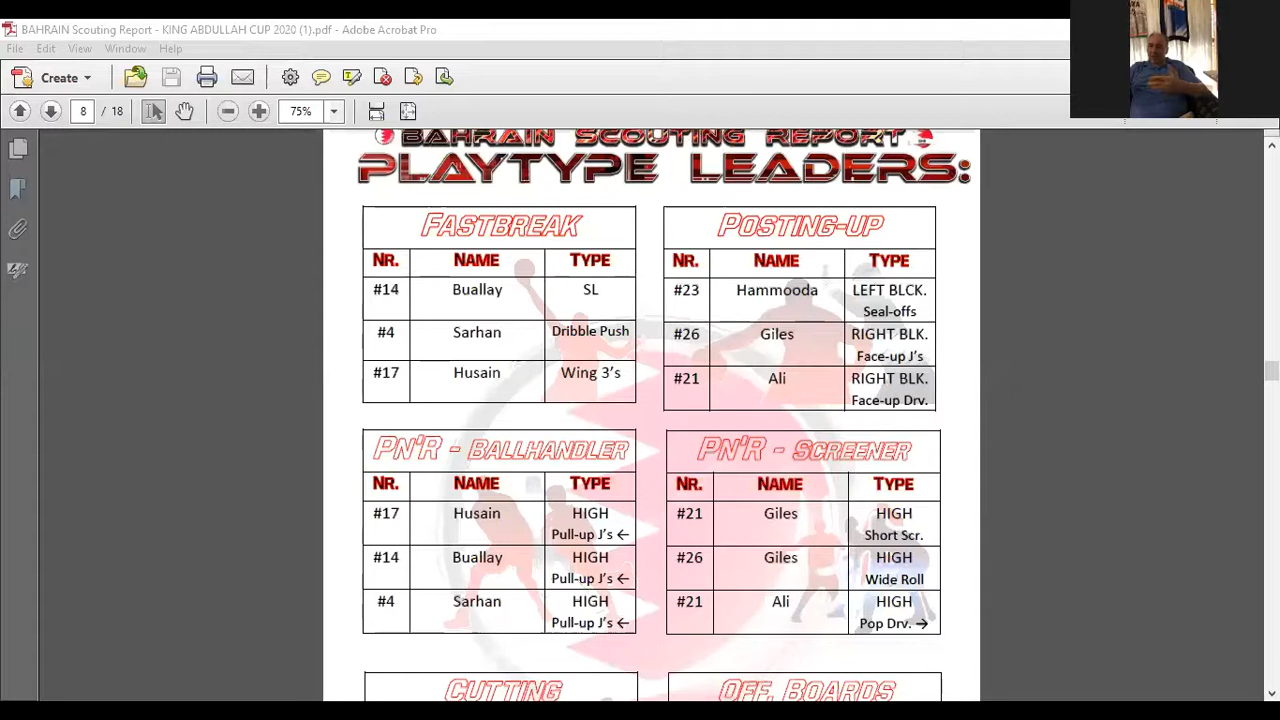 BAHRAIN Scouting Report - KING ABDULLAH CUP 2020 (1).pdf - Adobe Acrobat Pro
File Edit View Window Help
Create
8 / 18 75%
BAHRAIN SCOUTING REPORT
PLAYTYPE LEADERS:
FASTBREAK
NR. NAME TYPE
#14 Buallay SL
#4 Sarhan Dribble Push
#17 Husain Wing 3's
POSTING-UP
NR. NAME TYPE
#23 Hammooda LEFT BLCK.
Seal-offs
#26 Giles RIGHT BLK.
Face-up J's
#21 Ali RIGHT BLK.
Face-up Drv.
PN'R - BALLHANDLER
NR. NAME TYPE
#17 Husain HIGH
Pull-up J's ←
#14 Buallay HIGH
Pull-up J's ←
#4 Sarhan HIGH
Pull-up J's ←
PN'R - SCREENER
NR. NAME TYPE
#21 Giles HIGH
Short Scr.
#26 Giles HIGH
Wide Roll
#21 Ali HIGH
Pop Drv. →
CUTTING
OFF. BOARDS